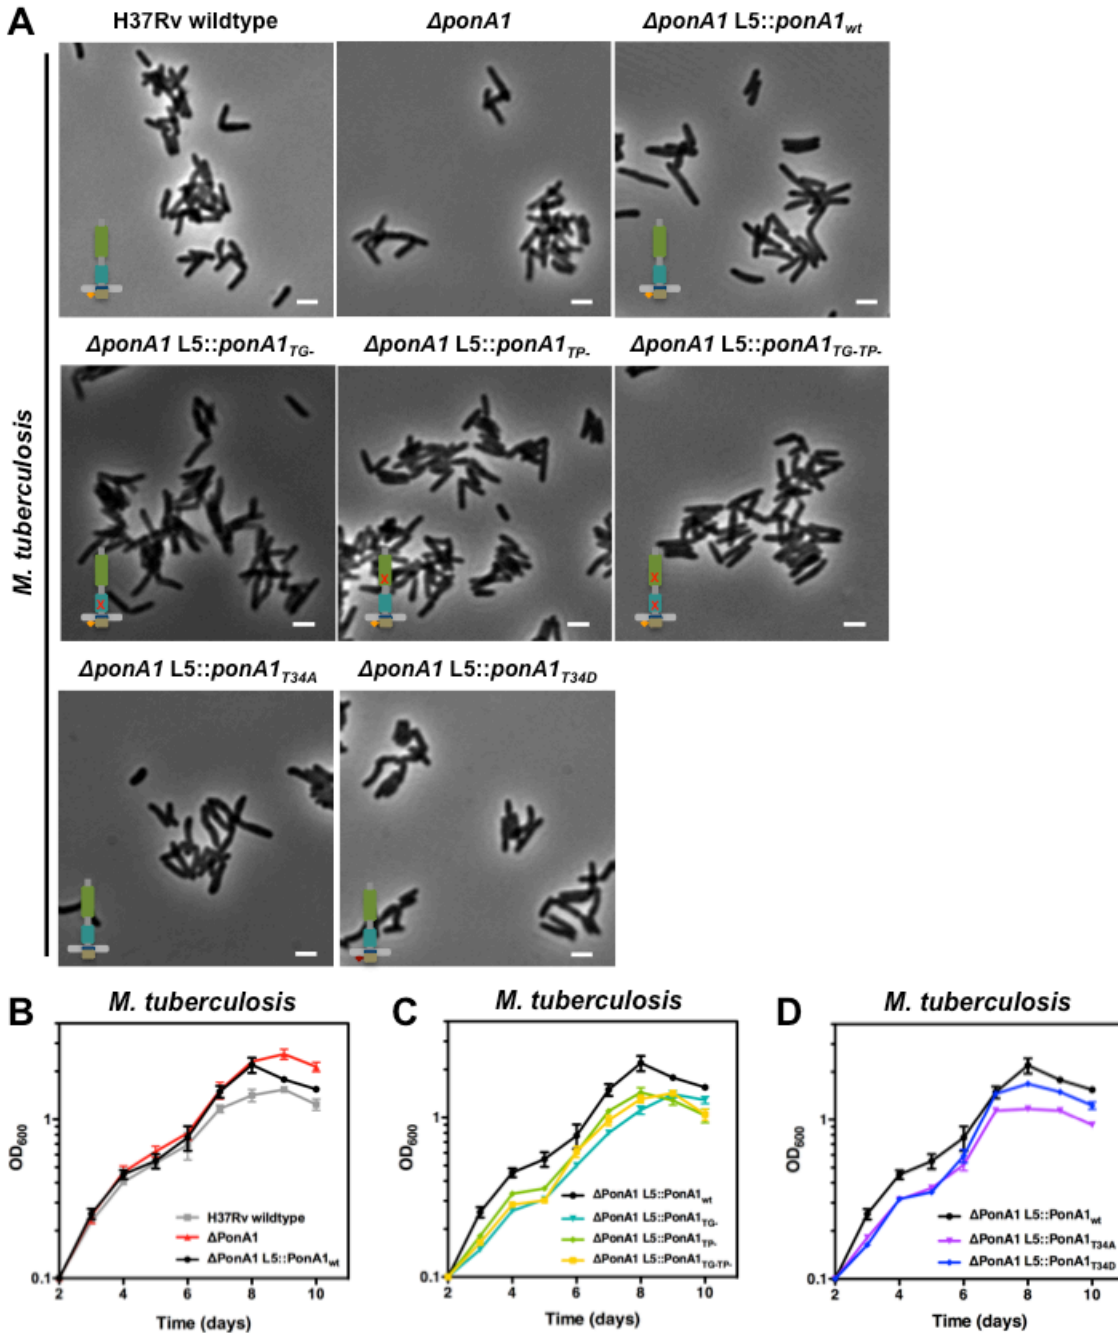 A
H37Rv wildtype
ΔponA1
ΔponA1 L5::ponA1wt
M. tuberculosis
ΔponA1 L5::ponA1TG-
ΔponA1 L5::ponA1TP-
ΔponA1 L5::ponA1TG-TP-
X
X
X
X
ΔponA1 L5::ponA1T34A
ΔponA1 L5::ponA1T34D
B
M. tuberculosis
OD600
1
0.1
2
4
6
8
10
Time (days)
H37Rv wildtype
ΔPonA1
ΔPonA1 L5::PonA1wt
C
M. tuberculosis
OD600
1
0.1
2
4
6
8
10
Time (days)
ΔPonA1 L5::PonA1wt
ΔPonA1 L5::PonA1TG-
ΔPonA1 L5::PonA1TP-
ΔPonA1 L5::PonA1TG-TP-
D
M. tuberculosis
OD600
1
0.1
2
4
6
8
10
Time (days)
ΔPonA1 L5::PonA1wt
ΔPonA1 L5::PonA1T34A
ΔPonA1 L5::PonA1T34D